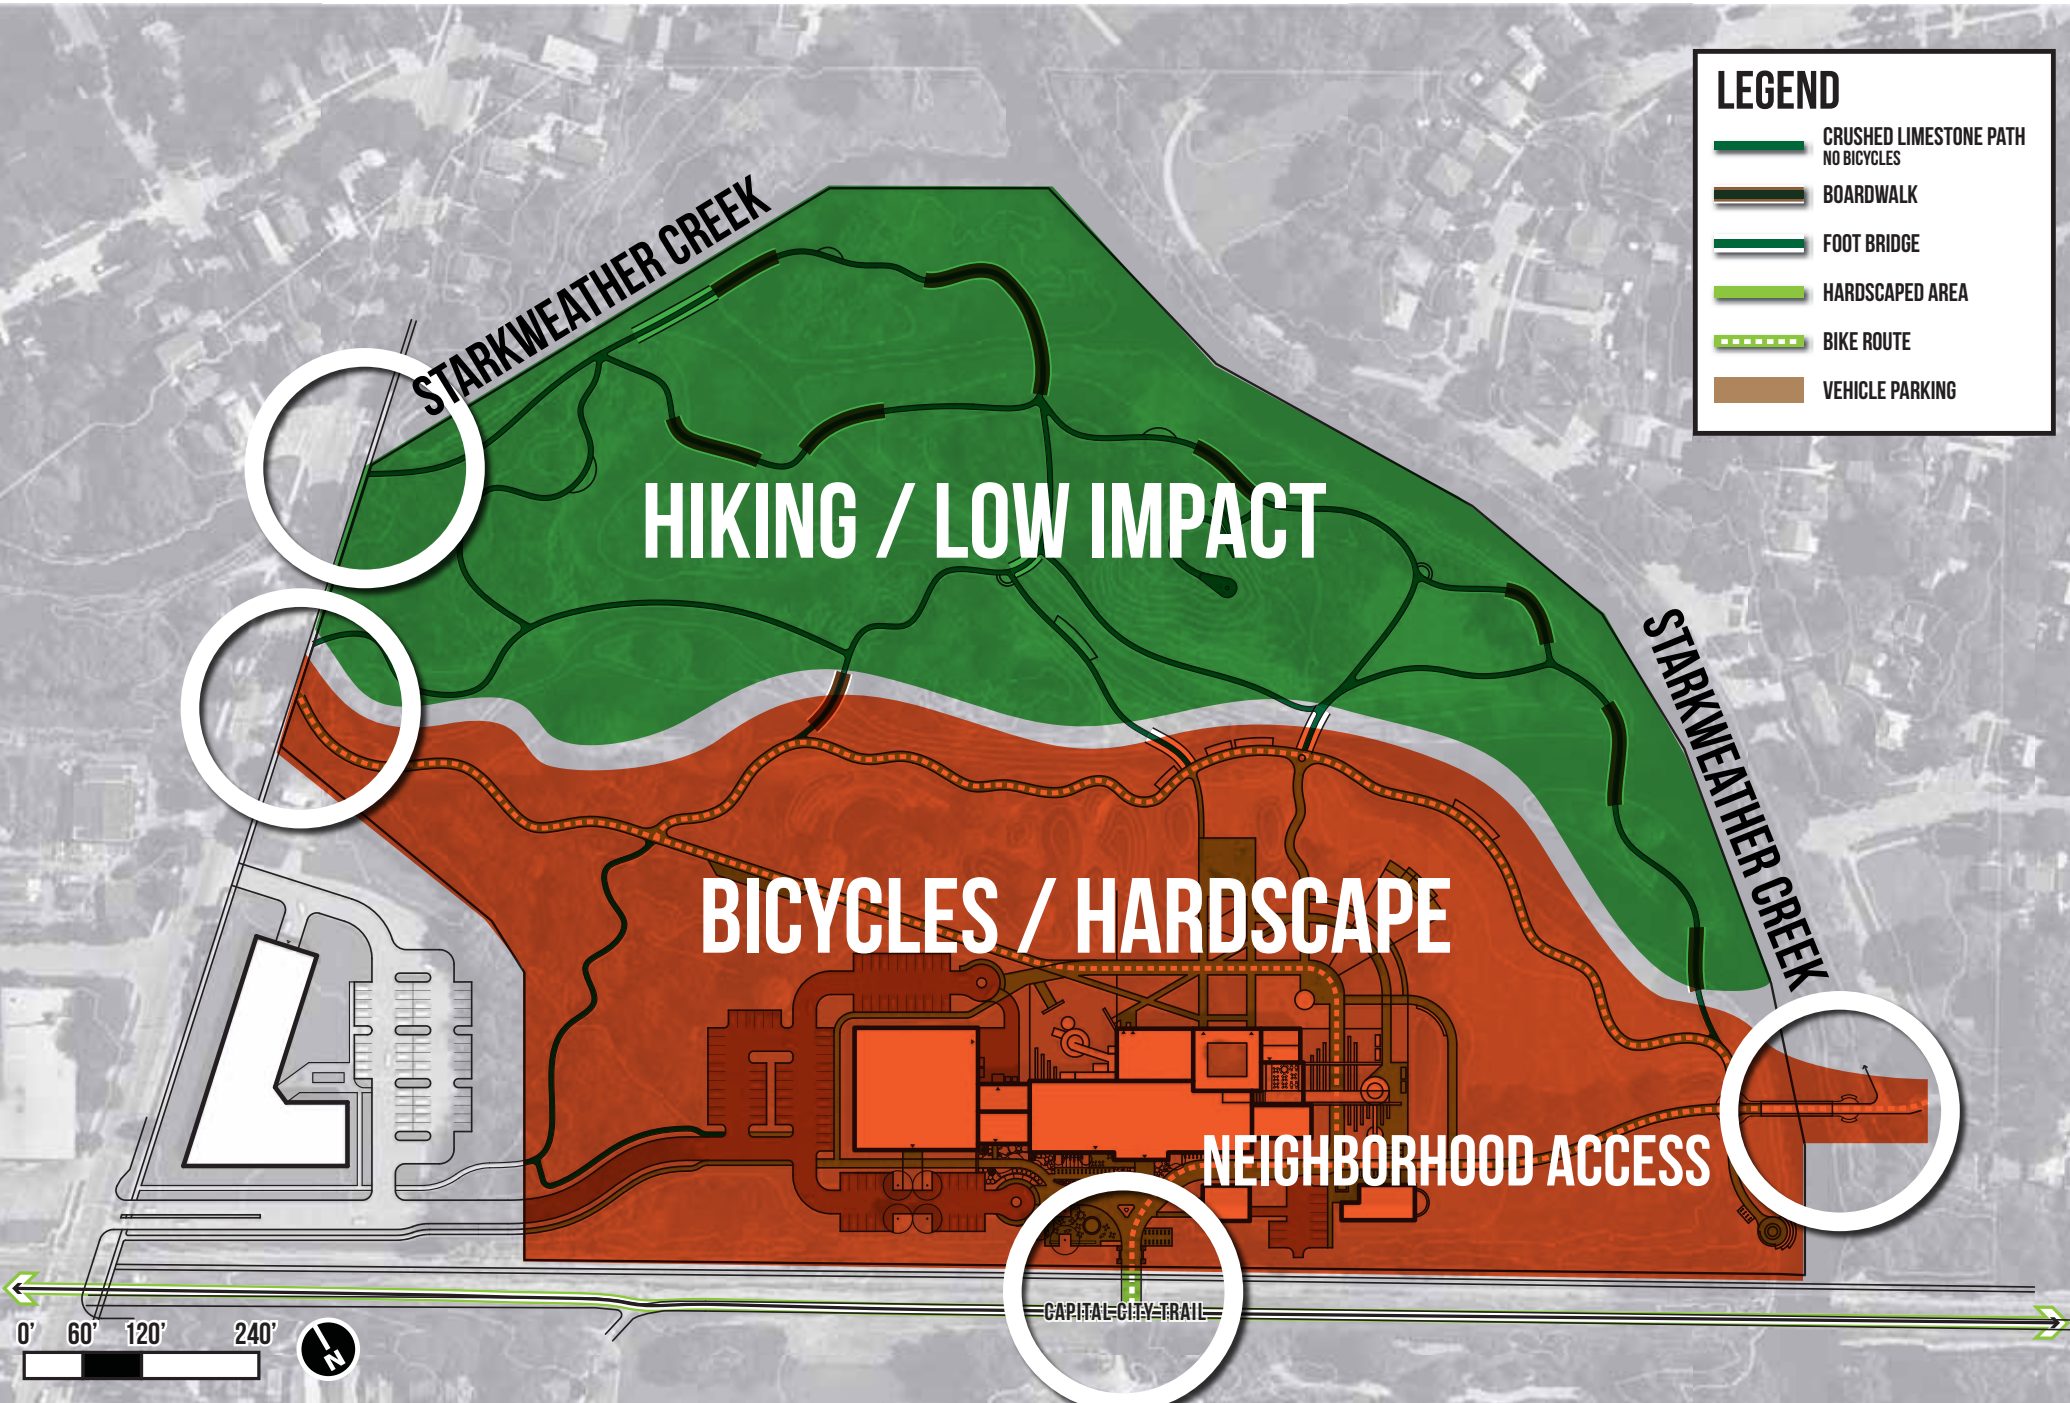 LEGEND
CRUSHED LIMESTONE PATH
NO BICYCLES
BOARDWALK
FOOT BRIDGE
HARDSCAPED AREA
BIKE ROUTE
VEHICLE PARKING
STARKWEATHER CREEK
HIKING / LOW IMPACT
STARKWEATHER CREEK
BICYCLES / HARDSCAPE
NEIGHBORHOOD ACCESS
CAPITAL CITY TRAIL
0' 60' 120' 240'
N